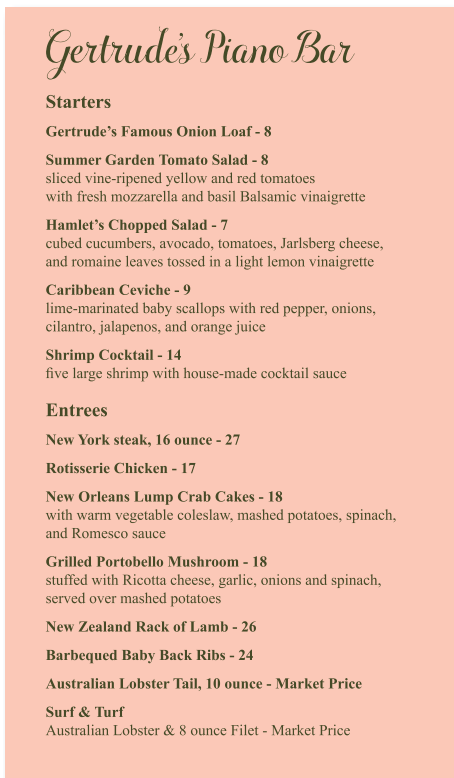 Gertrude's Piano Bar
Starters
Gertrude’s Famous Onion Loaf - 8
Summer Garden Tomato Salad - 8
sliced vine-ripened yellow and red tomatoes
with fresh mozzarella and basil Balsamic vinaigrette
Hamlet’s Chopped Salad - 7
cubed cucumbers, avocado, tomatoes, Jarlsberg cheese,
and romaine leaves tossed in a light lemon vinaigrette
Caribbean Ceviche - 9
lime-marinated baby scallops with red pepper, onions,
cilantro, jalapenos, and orange juice
Shrimp Cocktail - 14
five large shrimp with house-made cocktail sauce
Entrees
New York steak, 16 ounce - 27
Rotisserie Chicken - 17
New Orleans Lump Crab Cakes - 18
with warm vegetable coleslaw, mashed potatoes, spinach,
and Romesco sauce
Grilled Portobello Mushroom - 18
stuffed with Ricotta cheese, garlic, onions and spinach,
served over mashed potatoes
New Zealand Rack of Lamb - 26
Barbequed Baby Back Ribs - 24
Australian Lobster Tail, 10 ounce - Market Price
Surf & Turf
Australian Lobster & 8 ounce Filet - Market Price